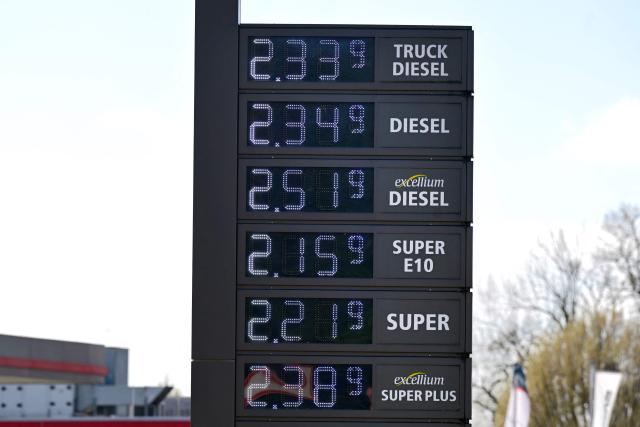 2.33⁹ TRUCK
DIESEL
2.34⁹ DIESEL
2.51⁹ excellium
DIESEL
2.15⁹ SUPER
E10
2.21⁹ SUPER
2.38⁹ excellium
SUPER PLUS